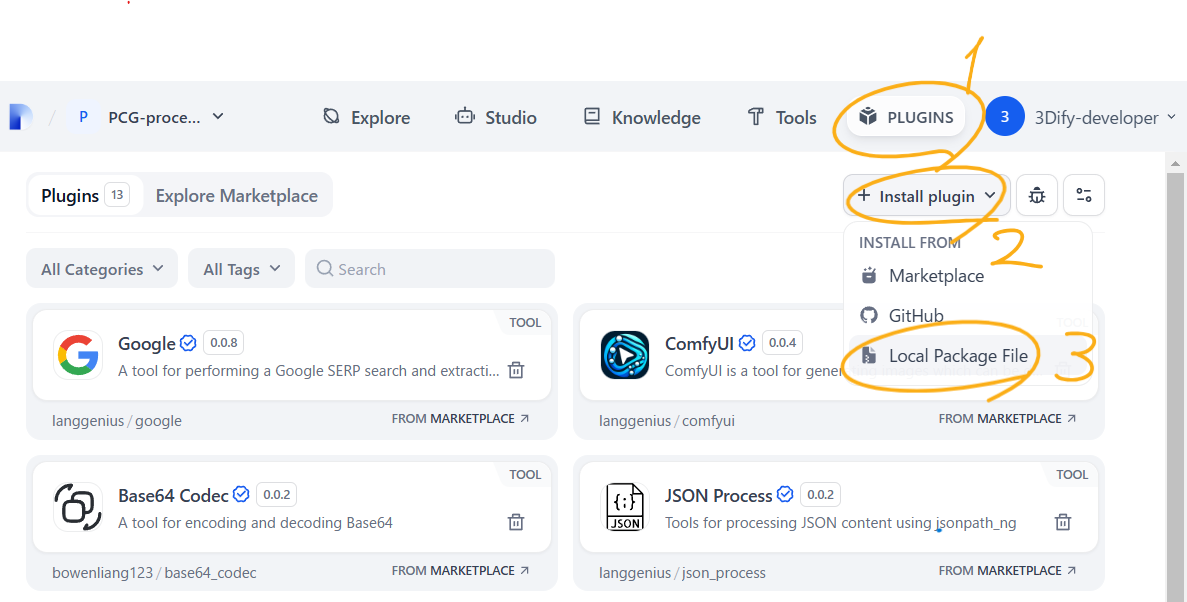 1
P PCG-proce... Explore Studio Knowledge Tools PLUGINS 3 3Dify-developer
Plugins 13 Explore Marketplace + Install plugin
2
INSTALL FROM
All Categories All Tags Search
Marketplace
GitHub
Local Package File 3
TOOL
Google 0.0.8
A tool for performing a Google SERP search and extracti...
langgenius / google FROM MARKETPLACE
ComfyUI 0.0.4
ComfyUI is a tool for gene
langgenius / comfyui FROM MARKETPLACE
TOOL
Base64 Codec 0.0.2
A tool for encoding and decoding Base64
bowenliang123 / base64_codec FROM MARKETPLACE
TOOL
JSON Process 0.0.2
{;}
JSON
Tools for processing JSON content using jsonpath_ng
langgenius / json_process FROM MARKETPLACE